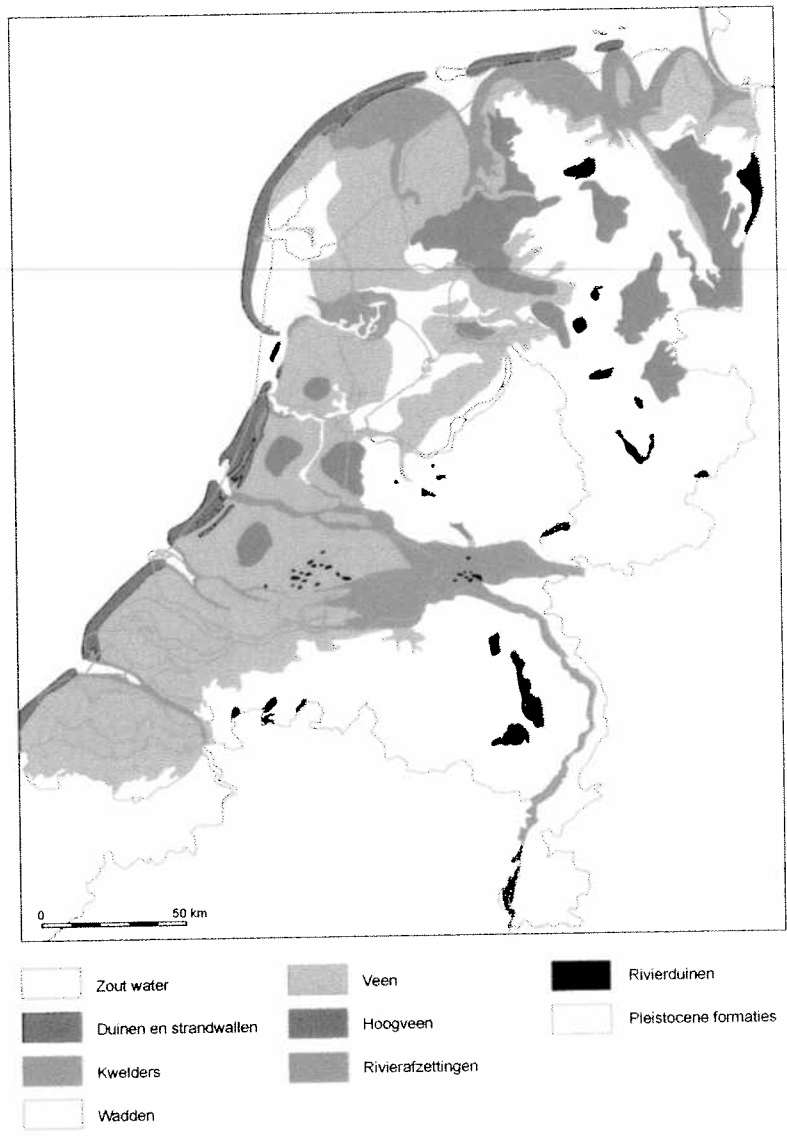 0 50 km
Zout water
Duinen en strandwallen
Kwelders
Wadden
Veen
Hoogveen
Rivierafzettingen
Rivierduinen
Pleistocene formaties